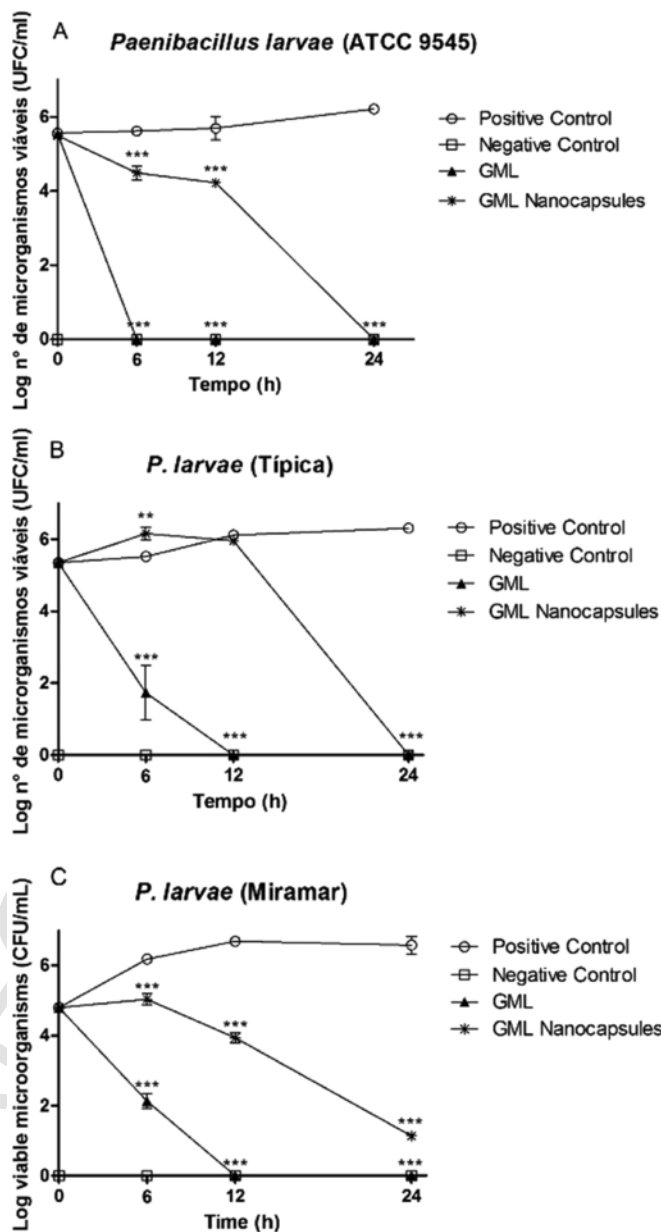 A
Paenibacillus larvae (ATCC 9545)
Log n° de microrganismos viáveis (UFC/ml)
6
4
2
0
***
***
***
***
***
0
6
12
24
Tempo (h)
Positive Control
Negative Control
GML
GML Nanocapsules
B
P. larvae (Típica)
Log n° de microrganismos viáveis (UFC/ml)
6
4
2
0
**
***
***
***
0
6
12
24
Tempo (h)
Positive Control
Negative Control
GML
GML Nanocapsules
C
P. larvae (Miramar)
Log viable microorganisms (CFU/mL)
6
4
2
0
***
***
***
***
***
***
0
6
12
24
Time (h)
Positive Control
Negative Control
GML
GML Nanocapsules